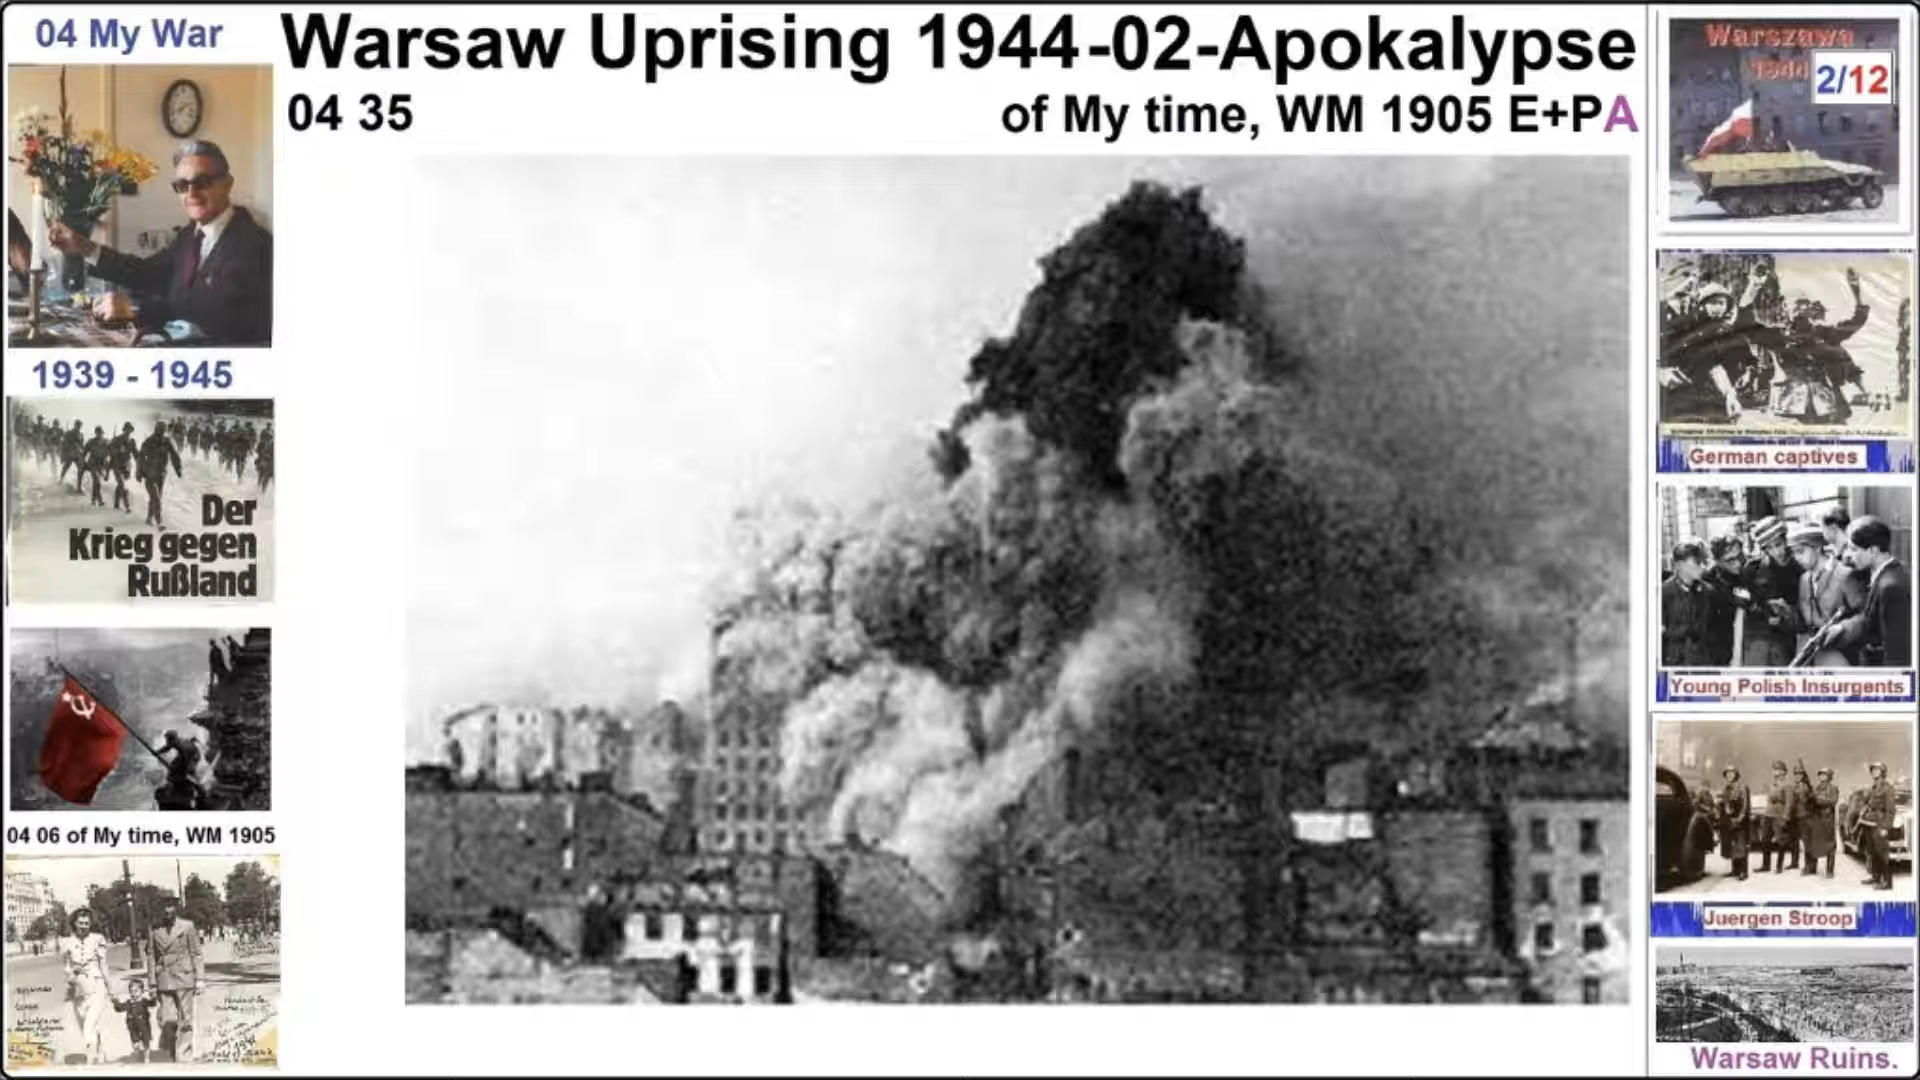 04 My War
1939 - 1945
Der
Krieg gegen
Rußland
04 06 of My time, WM 1905
Warsaw Uprising 1944-02-Apokalypse
04 35
of My time, WM 1905 E+PA
Warszawa
1944
2/12
German captives
Young Polish Insurgents
Juergen Stroop
Warsaw Ruins.